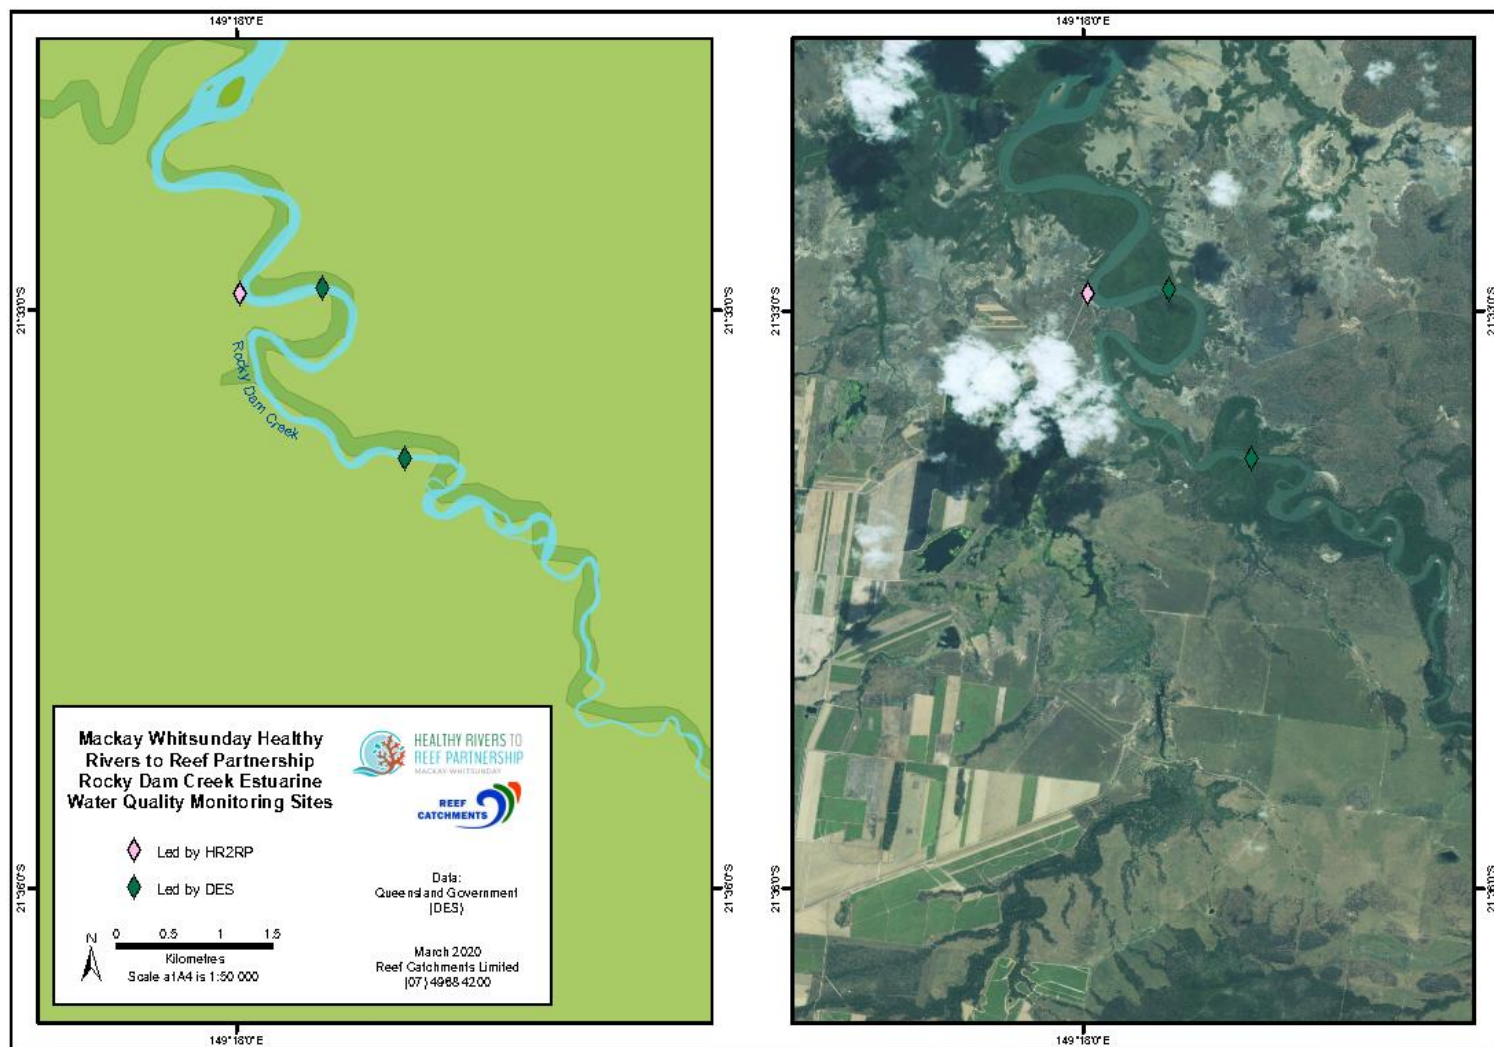 149°18'0"E
149°18'0"E
21°33'0"S
21°33'0"S
21°33'0"S
Rocky Dam Creek
Mackay Whitsunday Healthy
Rivers to Reef Partnership
Rocky Dam Creek Estuarine
Water Quality Monitoring Sites
HEALTHY RIVERS TO
REEF PARTNERSHIP
MACKAY-WHITSUNDAY
REEF
CATCHMENTS
Led by HR2RP
Led by DES
Data:
Queensland Government
(DES)
N
0 0.5 1 1.5
Kilometres
Scale at A4 is 1:50 000
March 2020
Reef Catchments Limited
(07) 4968 4200
21°36'0"S
21°36'0"S
21°36'0"S
149°18'0"E
149°18'0"E